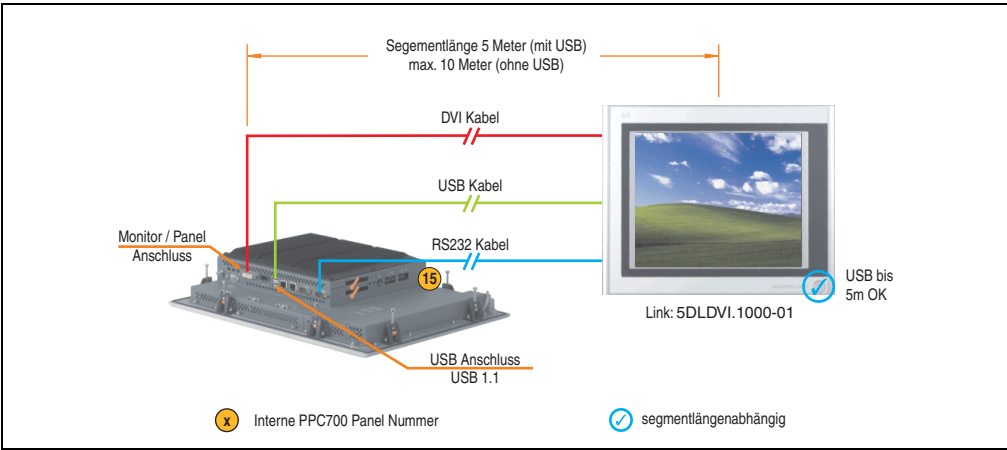 Segementlänge 5 Meter (mit USB)
max. 10 Meter (ohne USB)
DVI Kabel
USB Kabel
RS232 Kabel
Monitor / Panel
Anschluss
15
USB bis
5m OK
Link: 5DLDVI.1000-01
USB Anschluss
USB 1.1
x Interne PPC700 Panel Nummer
segmentlängenabhängig